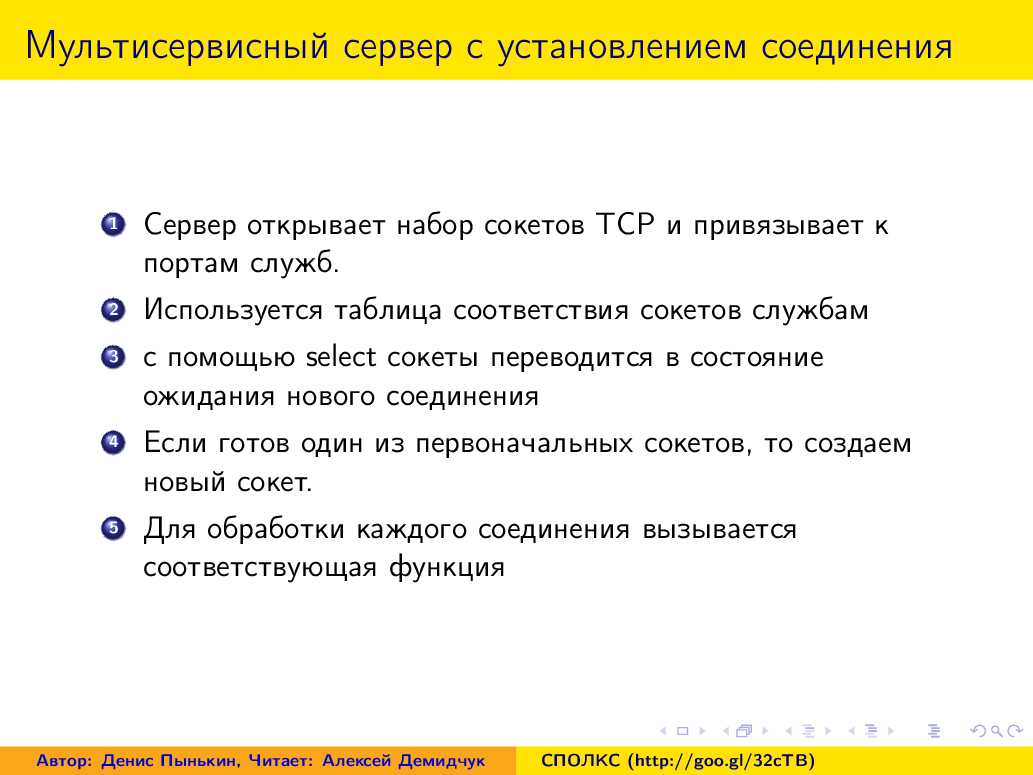 Мультисервисный сервер с установлением соединения
1 Сервер открывает набор сокетов TCP и привязывает к
портам служб.
2 Используется таблица соответствия сокетов службам
3 с помощью select сокеты переводится в состояние
ожидания нового соединения
4 Если готов один из первоначальных сокетов, то создаем
новый сокет.
5 Для обработки каждого соединения вызывается
соответствующая функция
Автор: Денис Пынькин, Читает: Алексей Демидчук
СПОЛКС (http://goo.gl/32cTB)